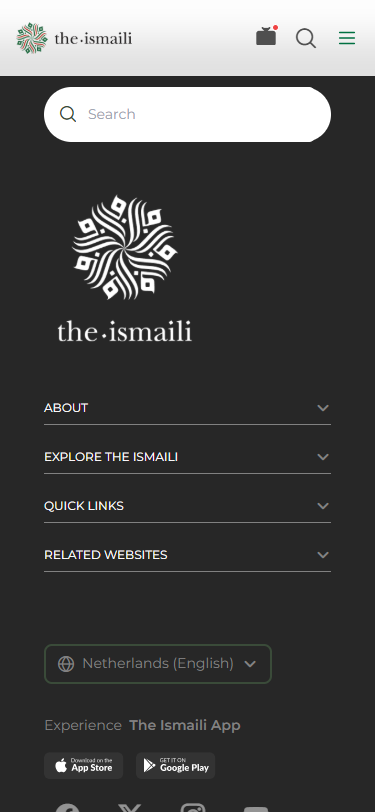 the·ismaili
Search
the·ismaili
ABOUT
EXPLORE THE ISMAILI
QUICK LINKS
RELATED WEBSITES
Netherlands (English)
Experience The Ismaili App
Download on the
App Store
GET IT ON
Google Play